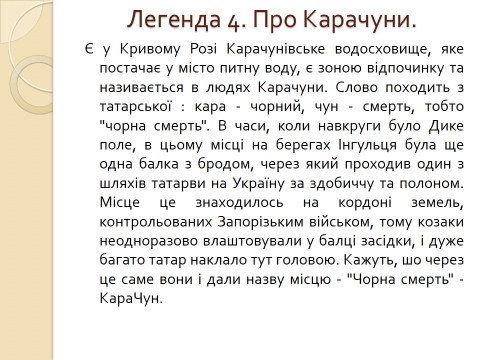 Легенда 4. Про Карачуни.
Є у Кривому Розі Карачунівське водосховище, яке
постачає у місто питну воду, є зоною відпочинку та
називається в людях Карачуни. Слово походить з
татарської : кара - чорний, чун - смерть, тобто
"чорна смерть". В часи, коли навкруги було Дике
поле, в цьому місці на берегах Інгульця була ще
одна балка з бродом, через який проходив один з
шляхів татарви на Україну за здобиччу та полоном.
Місце це знаходилось на кордоні земель,
контрольованих Запорізьким військом, тому козаки
неодноразово влаштовували у балці засідки, і дуже
багато татар наклало тут головою. Кажуть, шо через
це саме вони і дали назву місцю - "Чорна смерть" -
КараЧун.